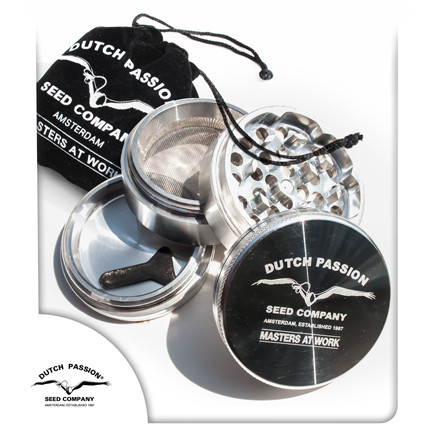 DUTCH PASSION
SEED COMPANY
AMSTERDAM
MASTERS AT WORK
DUTCH PASSION
SEED COMPANY
AMSTERDAM, ESTABLISHED 1987
MASTERS AT WORK
DUTCH PASSION®
SEED COMPANY
AMSTERDAM, ESTABLISHED 1987